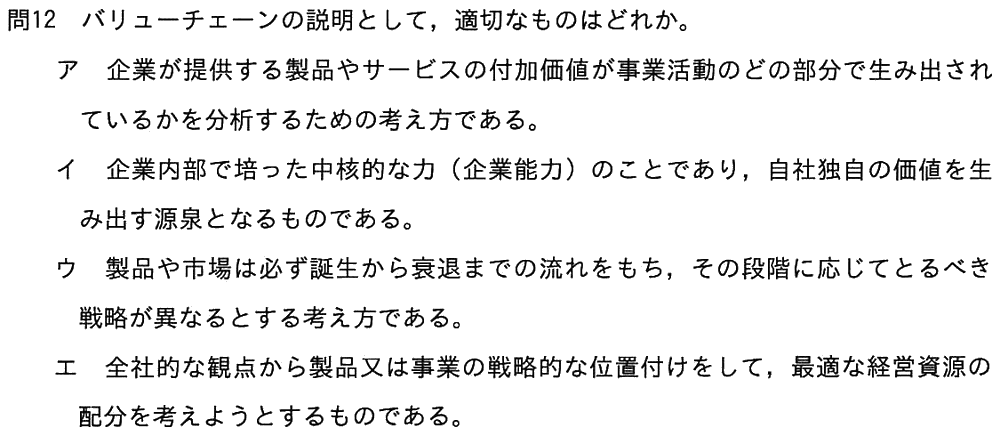 問12　バリューチェーンの説明として，適切なものはどれか。
ア　企業が提供する製品やサービスの付加価値が事業活動のどの部分で生み出され
ているかを分析するための考え方である。
イ　企業内部で培った中核的な力（企業能力）のことであり，自社独自の価値を生
み出す源泉となるものである。
ウ　製品や市場は必ず誕生から衰退までの流れをもち，その段階に応じてとるべき
戦略が異なるとする考え方である。
エ　全社的な観点から製品又は事業の戦略的な位置付けをして，最適な経営資源の
配分を考えようとするものである。